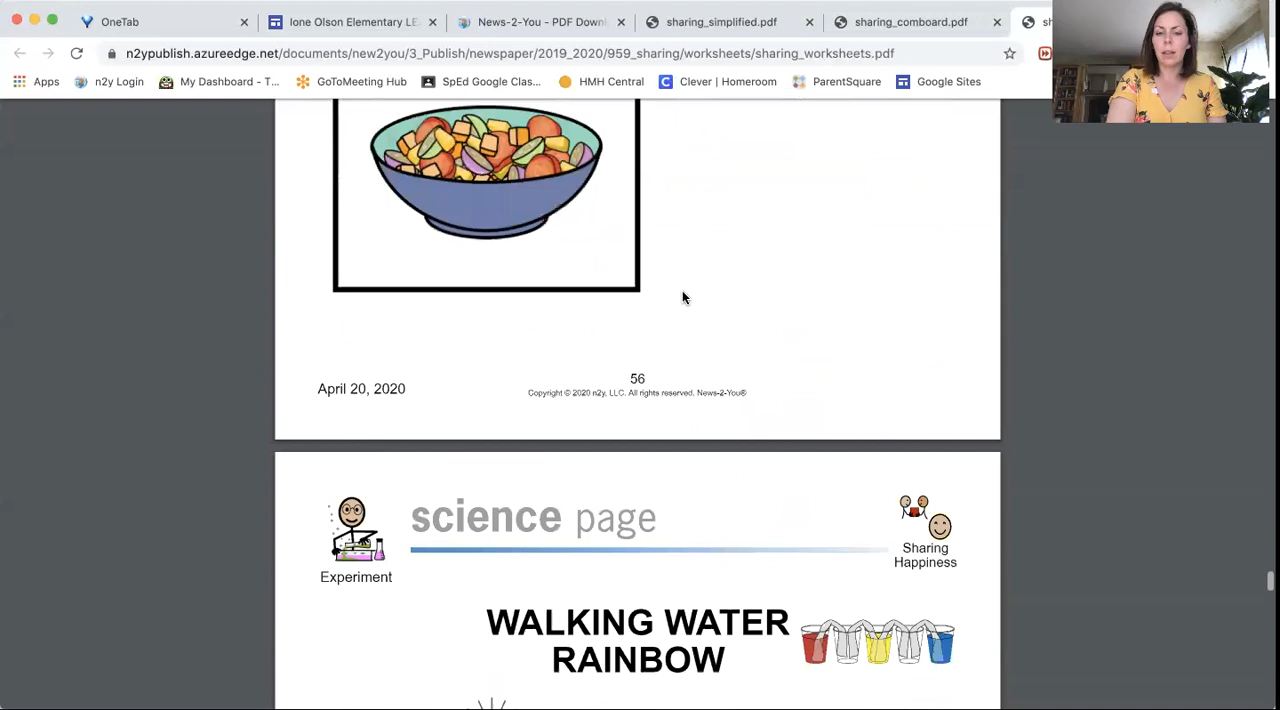 OneTab
Ione Olson Elementary LEA
News-2-You - PDF Downl
sharing_simplified.pdf
sharing_comboard.pdf
sh
n2ypublish.azureedge.net/documents/new2you/3_Publish/newspaper/2019_2020/959_sharing/worksheets/sharing_worksheets.pdf
Apps
n2y Login
My Dashboard - T...
GoToMeeting Hub
SpEd Google Clas...
HMH Central
Clever | Homeroom
ParentSquare
Google Sites
April 20, 2020
56
Copyright © 2020 n2y, LLC. All rights reserved. News-2-You®
science page
Experiment
Sharing
Happiness
WALKING WATER
RAINBOW